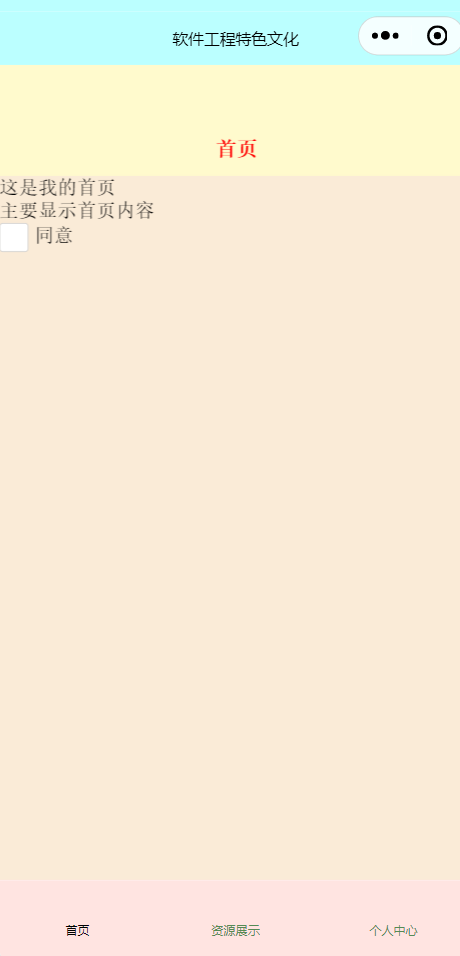 软件工程特色文化
首页
这是我的首页
主要显示首页内容
同意
首页 资源展示 个人中心